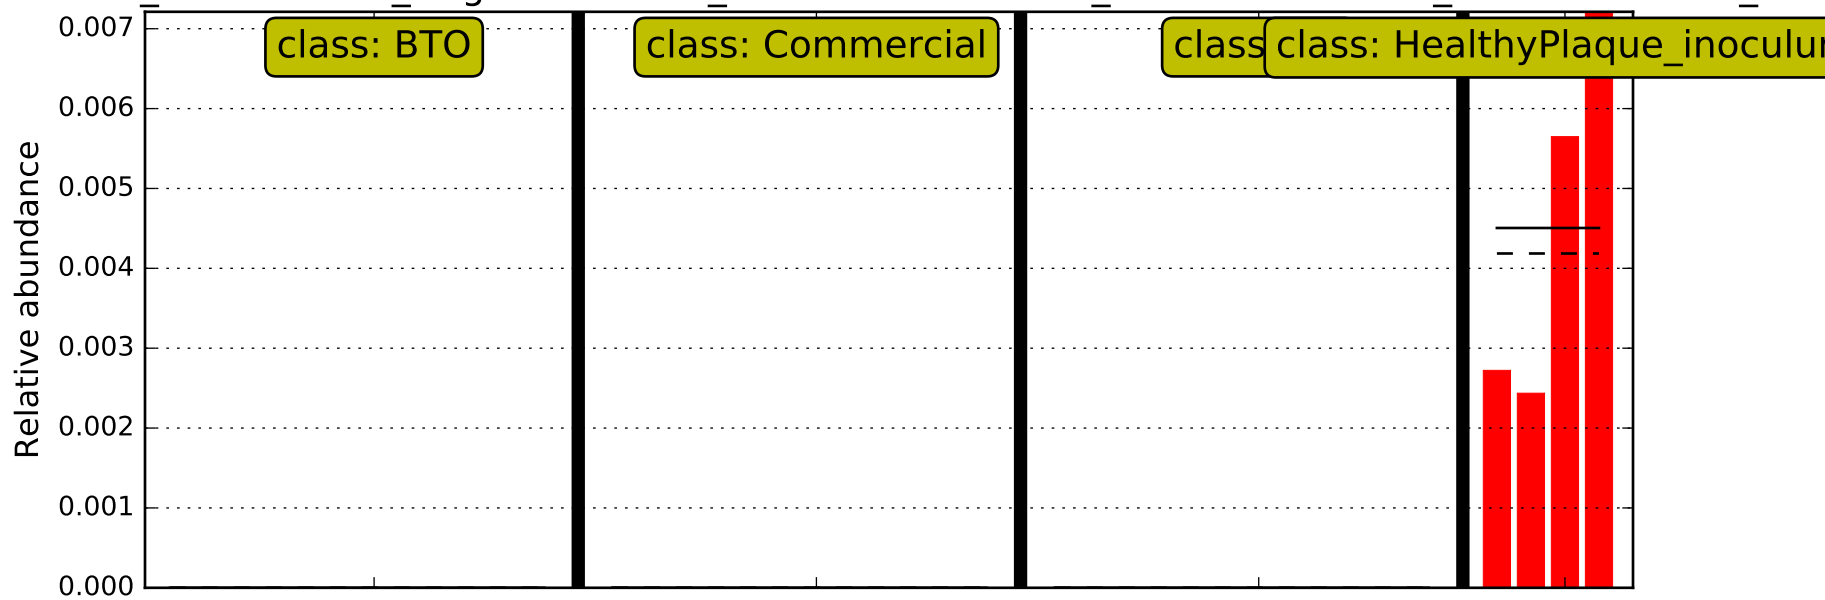 0.007
class: BTO
class: Commercial
class
class: HealthyPlaque_inoculu
0.006
0.005
0.004
0.003
0.002
0.001
0.000
Relative abundance